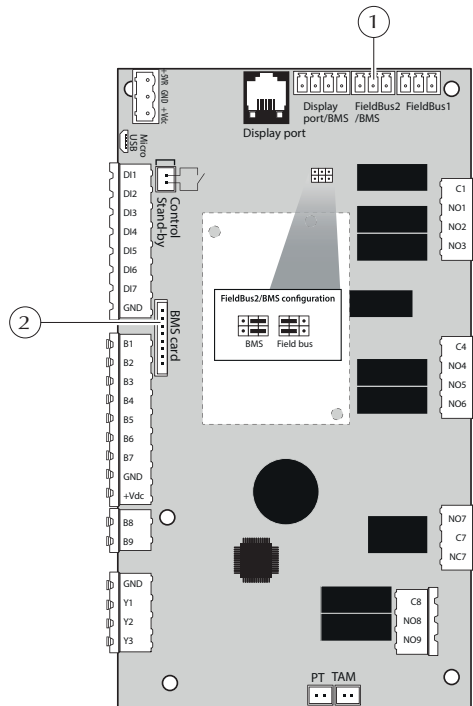 1
+5VR GND +Vdc
Display port/BMS
FieldBus2 /BMS
FieldBus1
Display port
Micro USB
Control Stand-by
DI1
DI2
DI3
DI4
DI5
DI6
DI7
GND
C1
NO1
NO2
NO3
FieldBus2/BMS configuration
BMS
Field bus
2
BMS card
B1
B2
B3
B4
B5
B6
B7
GND
+Vdc
C4
NO4
NO5
NO6
B8
B9
NO7
C7
NC7
GND
Y1
Y2
Y3
C8
NO8
NO9
PT TAM